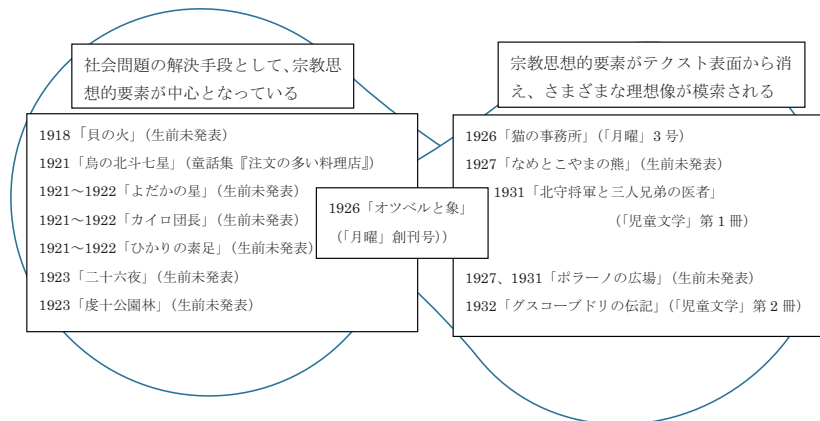 社会問題の解決手段として、宗教思
想的要素が中心となっている
1918「貝の火」（生前未発表）
1921「烏の北斗七星」（童話集『注文の多い料理店』）
1921～1922「よだかの星」（生前未発表）
1921～1922「カイロ団長」（生前未発表）
1921～1922「ひかりの素足」（生前未発表）
1923「二十六夜」（生前未発表）
1923「虔十公園林」（生前未発表）
1926「オツベルと象」
（「月曜」創刊号））
宗教思想的要素がテクスト表面から消
え、さまざまな理想像が模索される
1926「猫の事務所」（「月曜」3 号）
1927「なめとこやまの熊」（生前未発表）
1931「北守将軍と三人兄弟の医者」
（「児童文学」第 1 冊）
1927、1931「ポラーノの広場」（生前未発表）
1932「グスコーブドリの伝記」（「児童文学」第 2 冊）